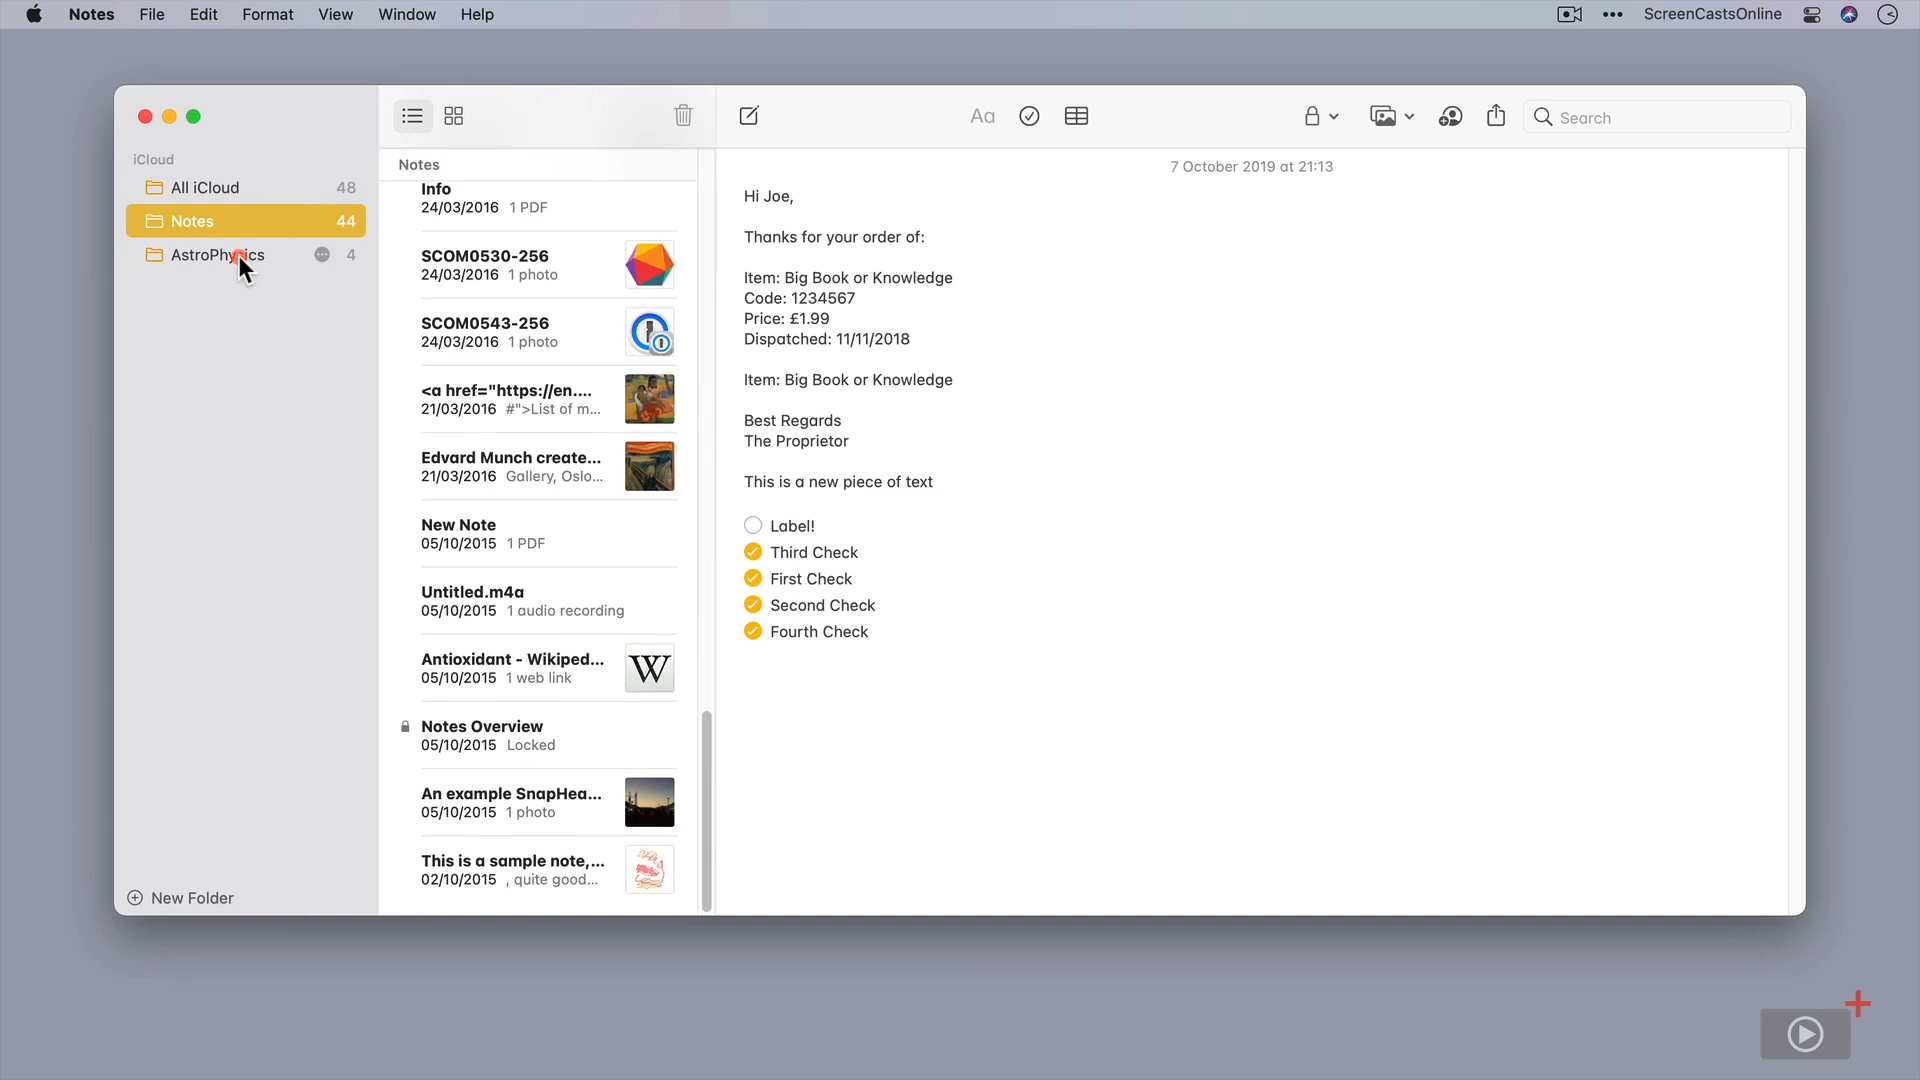 Notes File Edit Format View Window Help
ScreenCastsOnline
iCloud
All iCloud 48
Notes 44
AstroPhysics 4
New Folder
Notes
Info
24/03/2016 1 PDF
SCOM0530-256
24/03/2016 1 photo
SCOM0543-256
24/03/2016 1 photo
<a href="https://en....
21/03/2016 #">List of m...
Edvard Munch create...
21/03/2016 Gallery, Oslo...
New Note
05/10/2015 1 PDF
Untitled.m4a
05/10/2015 1 audio recording
Antioxidant - Wikiped...
05/10/2015 1 web link
W
Notes Overview
05/10/2015 Locked
An example SnapHea...
05/10/2015 1 photo
This is a sample note,...
02/10/2015 , quite good...
Aa
Search
7 October 2019 at 21:13
Hi Joe,
Thanks for your order of:
Item: Big Book or Knowledge
Code: 1234567
Price: £1.99
Dispatched: 11/11/2018
Item: Big Book or Knowledge
Best Regards
The Proprietor
This is a new piece of text
Label!
Third Check
First Check
Second Check
Fourth Check